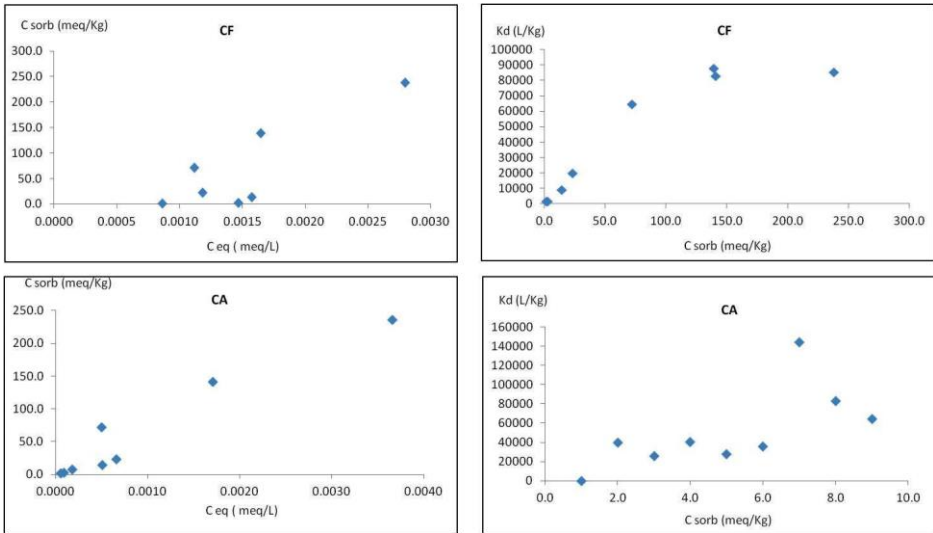 C sorb (meq/Kg)
CF
300.0
250.0
200.0
150.0
100.0
50.0
0.0
0.0000 0.0005 0.0010 0.0015 0.0020 0.0025 0.0030
C eq ( meq/L)
Kd (L/Kg)
CF
100000
90000
80000
70000
60000
50000
40000
30000
20000
10000
0
0.0 50.0 100.0 150.0 200.0 250.0 300.0
C sorb (meq/Kg)
C sorb (meq/Kg)
CA
250.0
200.0
150.0
100.0
50.0
0.0
0.0000 0.0010 0.0020 0.0030 0.0040
C eq ( meq/L)
Kd (L/Kg)
CA
160000
140000
120000
100000
80000
60000
40000
20000
0
0.0 2.0 4.0 6.0 8.0 10.0
C sorb (meq/Kg)